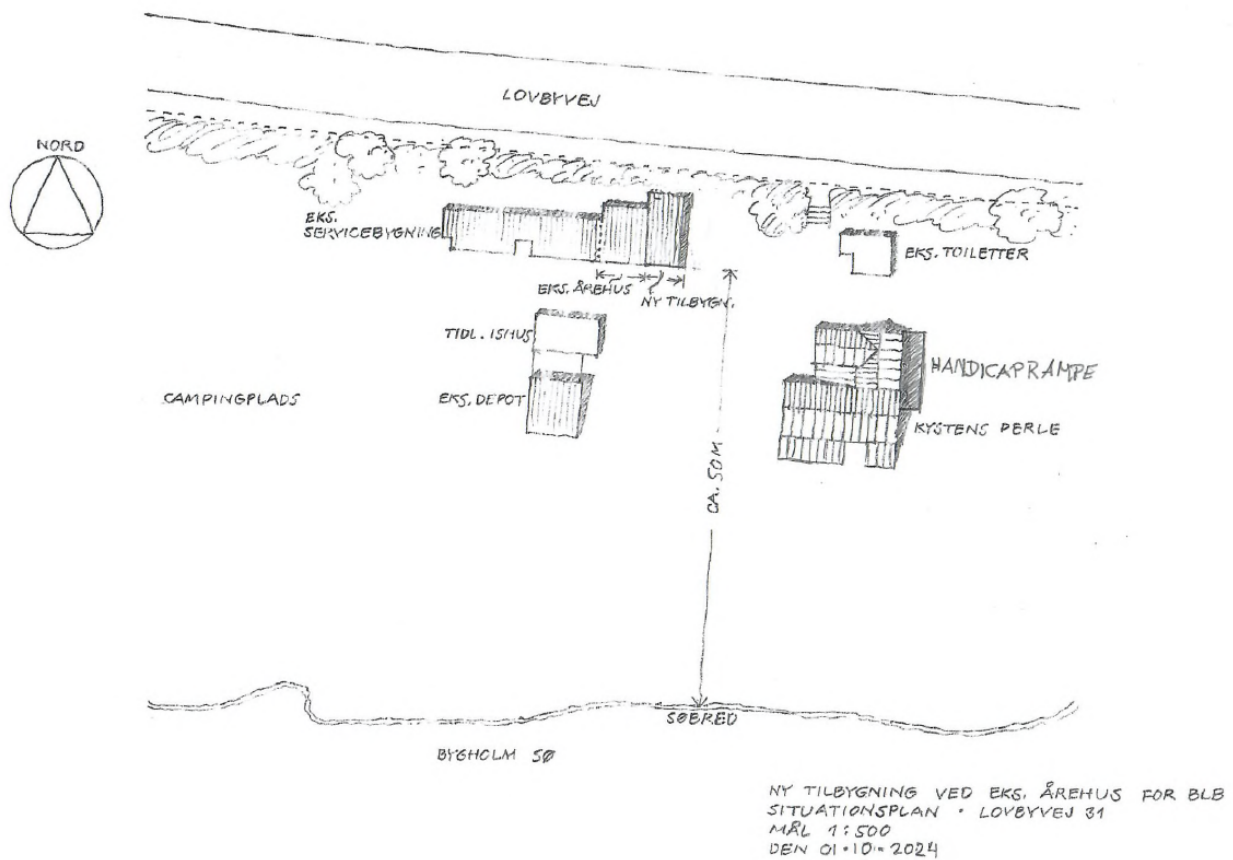 LOVBYVEJ
NORD
EKS.
SERVICEBYGNING
EKS. TOILETTER
EKS. ÅREHUS
NY TILBYGN.
TIDL. ISHUS
HANDICAPRAMPE
CAMPINGPLADS
EKS. DEPOT
KYSTENS PERLE
CA. 50M
SØBRED
BYGHOLM SØ
NY TILBYGNING VED EKS. ÅREHUS FOR BLB
SITUATIONSPLAN • LOVBYVEJ 31
MÅL 1:500
DEN 01•10•2024